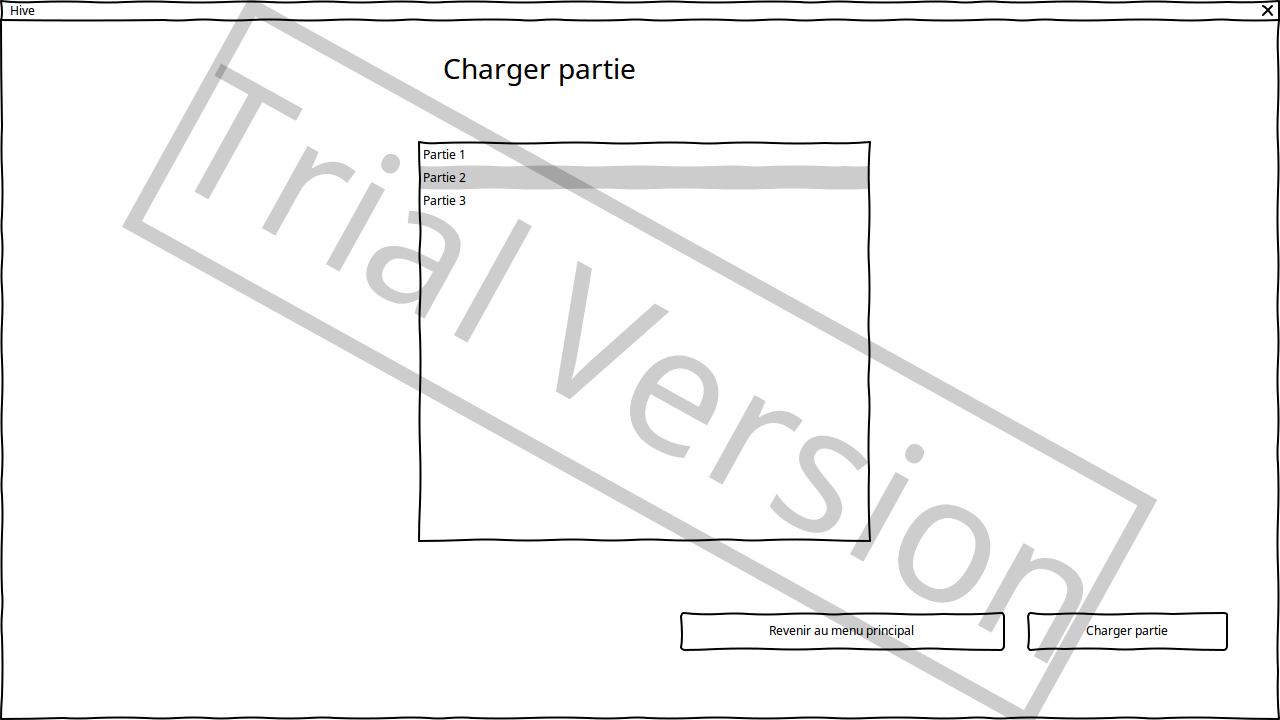 Hive
Charger partie
Partie 1
Partie 2
Partie 3
Trial Version
Revenir au menu principal
Charger partie